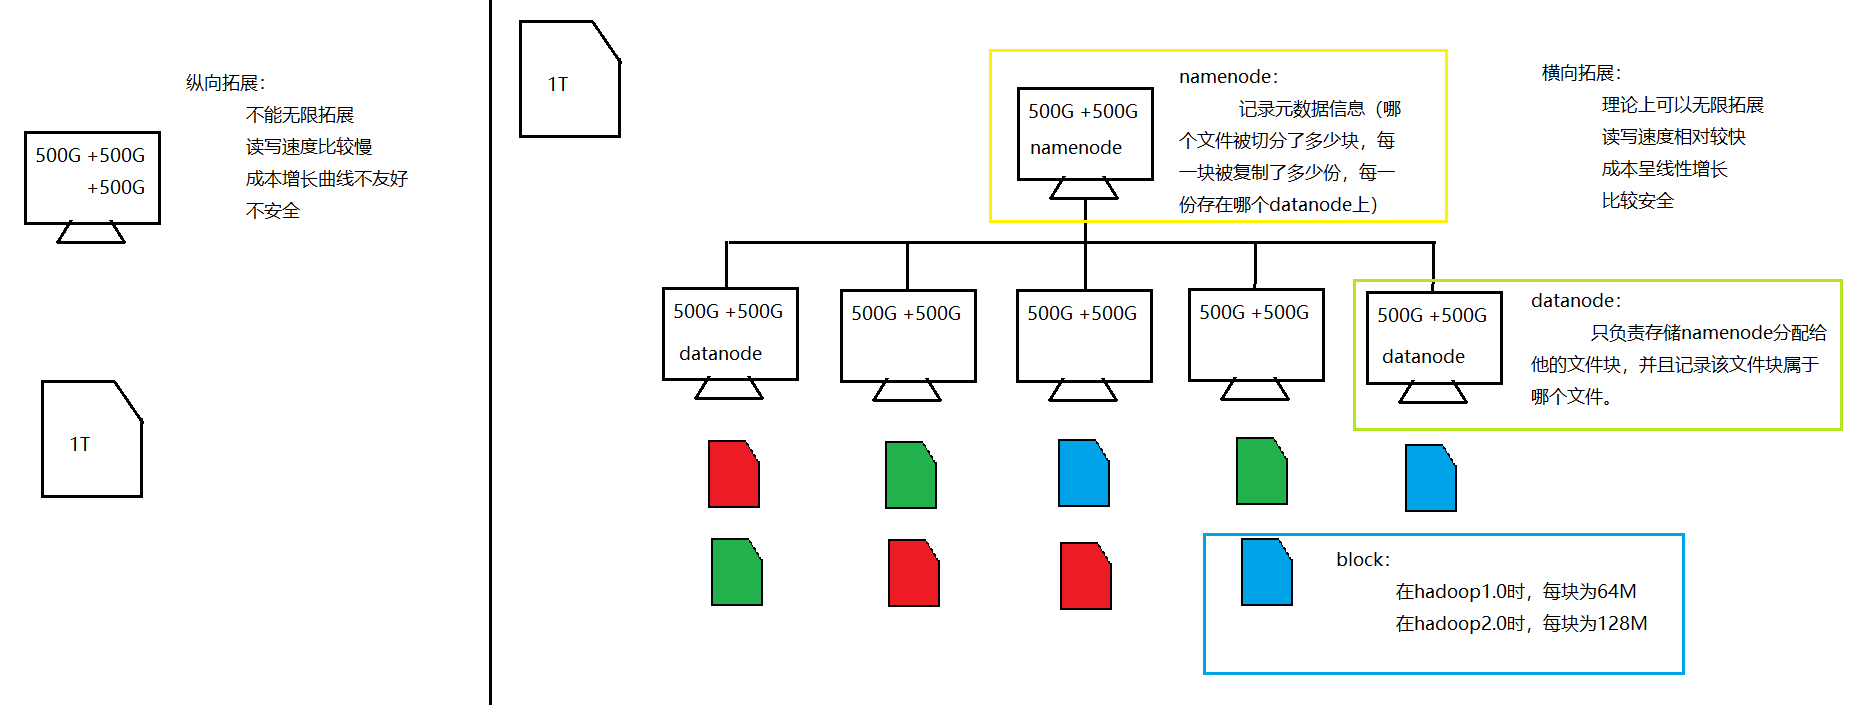 纵向拓展：
不能无限拓展
读写速度比较慢
成本增长曲线不友好
不安全
500G +500G
+500G
1T
1T
500G +500G
namenode
namenode：
记录元数据信息（哪
个文件被切分了多少块，每
一块被复制了多少份，每一
份存在哪个datanode上）
横向拓展：
理论上可以无限拓展
读写速度相对较快
成本呈线性增长
比较安全
500G +500G
datanode
500G +500G
500G +500G
500G +500G
500G +500G
datanode
datanode：
只负责存储namenode分配给
他的文件块，并且记录该文件块属于
哪个文件。
block：
在hadoop1.0时，每块为64M
在hadoop2.0时，每块为128M